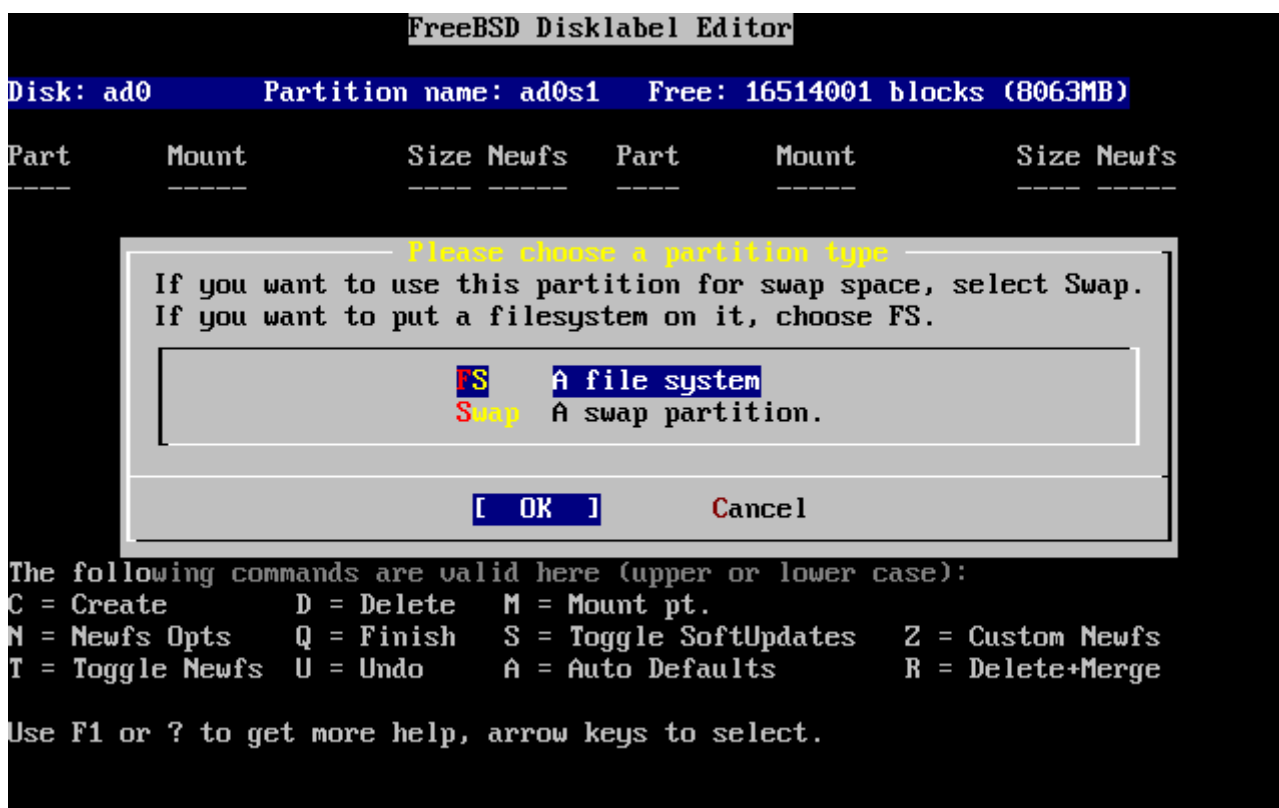 FreeBSD Disklabel Editor
Disk: ad0 Partition name: ad0s1 Free: 16514001 blocks (8063MB)
Part Mount Size Newfs Part Mount Size Newfs
---- ----- ---- ----- ---- ----- ---- -----
Please choose a partition type
If you want to use this partition for swap space, select Swap.
If you want to put a filesystem on it, choose FS.
FS A file system
Swap A swap partition.
[ OK ] Cancel
The following commands are valid here (upper or lower case):
C = Create D = Delete M = Mount pt.
N = Newfs Opts Q = Finish S = Toggle SoftUpdates Z = Custom Newfs
T = Toggle Newfs U = Undo A = Auto Defaults R = Delete+Merge
Use F1 or ? to get more help, arrow keys to select.